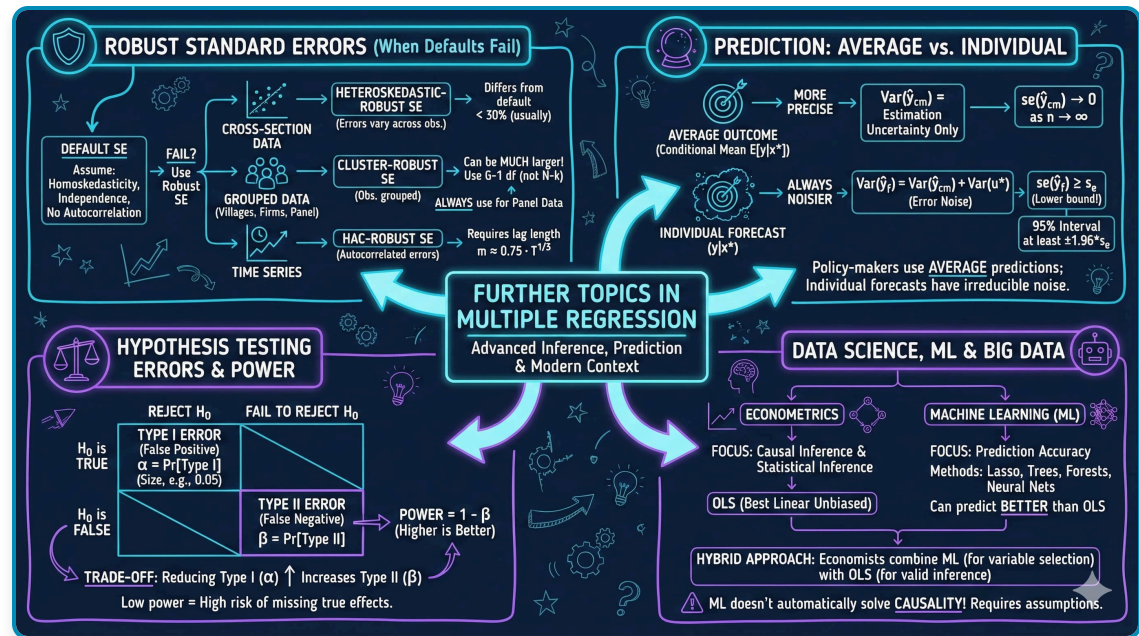 ROBUST STANDARD ERRORS (When Defaults Fail)
DEFAULT SE
Assume:
Homoskedasticity,
Independence,
No Autocorrelation
FAIL?
Use
Robust
SE
CROSS-SECTION
DATA
HETEROSKEDASTIC-
ROBUST SE
(Errors vary across obs.)
Differs from
default
< 30% (usually)
GROUPED DATA
(Villages, Firms, Panel)
CLUSTER-ROBUST
SE
(Obs. grouped)
Can be MUCH larger!
Use G-1 df (not N-k)
ALWAYS use for Panel Data
TIME SERIES
HAC-ROBUST SE
(Autocorrelated errors)
Requires lag length
m ≈ 0.75 · T^1/3
PREDICTION: AVERAGE vs. INDIVIDUAL
AVERAGE OUTCOME
(Conditional Mean E[y|x*])
MORE
PRECISE
Var(ŷcm) =
Estimation
Uncertainty Only
se(ŷcm) → 0
as n → ∞
INDIVIDUAL FORECAST
(y|x*)
ALWAYS
NOISIER
Var(ŷf) = Var(ŷcm) + Var(u*)
(Error Noise)
se(ŷf) ≥ se
(Lower bound!)
95% Interval
at least ±1.96*se
Policy-makers use AVERAGE predictions;
Individual forecasts have irreducible noise.
FURTHER TOPICS IN
MULTIPLE REGRESSION
Advanced Inference, Prediction
& Modern Context
HYPOTHESIS TESTING
ERRORS & POWER
REJECT H₀
FAIL TO REJECT H₀
H₀ is
TRUE
TYPE I ERROR
(False Positive)
α = Pr[Type I]
(Size, e.g., 0.05)
H₀ is
FALSE
TYPE II ERROR
(False Negative)
β = Pr[Type II]
POWER = 1 - β
(Higher is Better)
TRADE-OFF: Reducing Type I (α) ↑ Increases Type II (β)
Low power = High risk of missing true effects.
DATA SCIENCE, ML & BIG DATA
ECONOMETRICS
FOCUS: Causal Inference &
Statistical Inference
OLS (Best Linear Unbiased)
MACHINE LEARNING (ML)
FOCUS: Prediction Accuracy
Methods: Lasso, Trees, Forests,
Neural Nets
Can predict BETTER than OLS
HYBRID APPROACH: Economists combine ML (for variable selection)
with OLS (for valid inference)
ML doesn't automatically solve CAUSALITY! Requires assumptions.